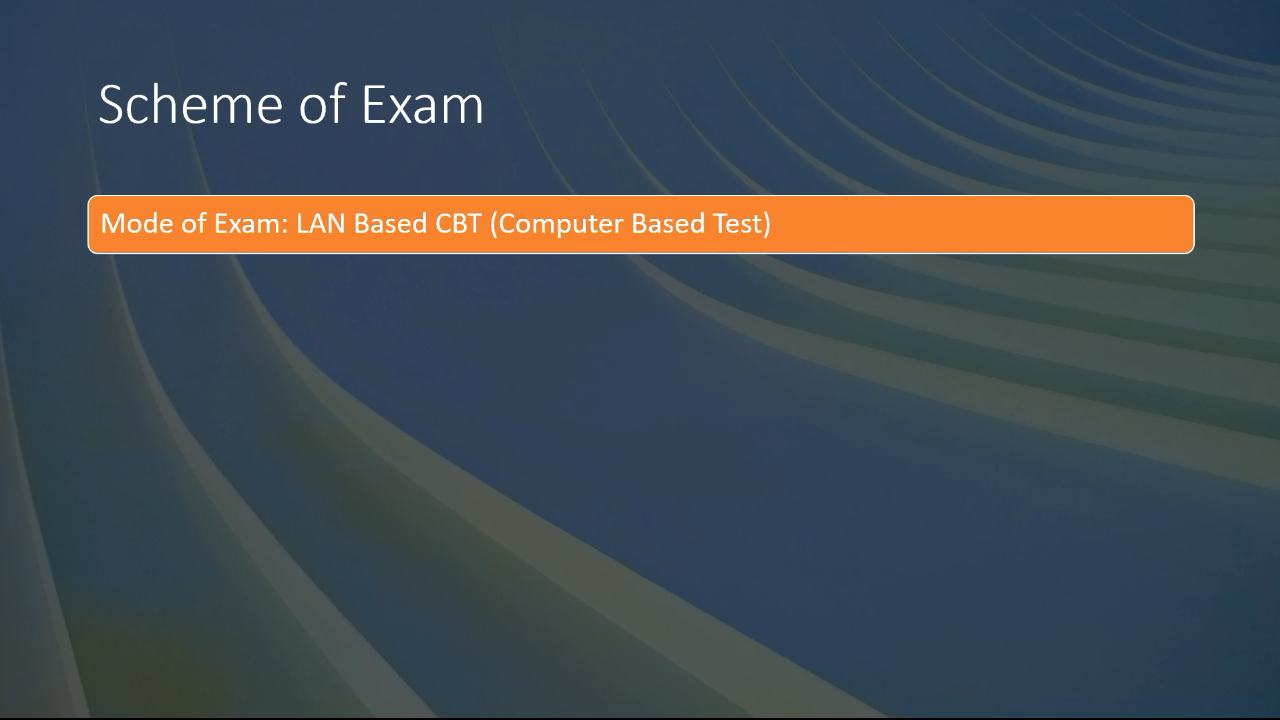 Scheme of Exam
Mode of Exam: LAN Based CBT (Computer Based Test)